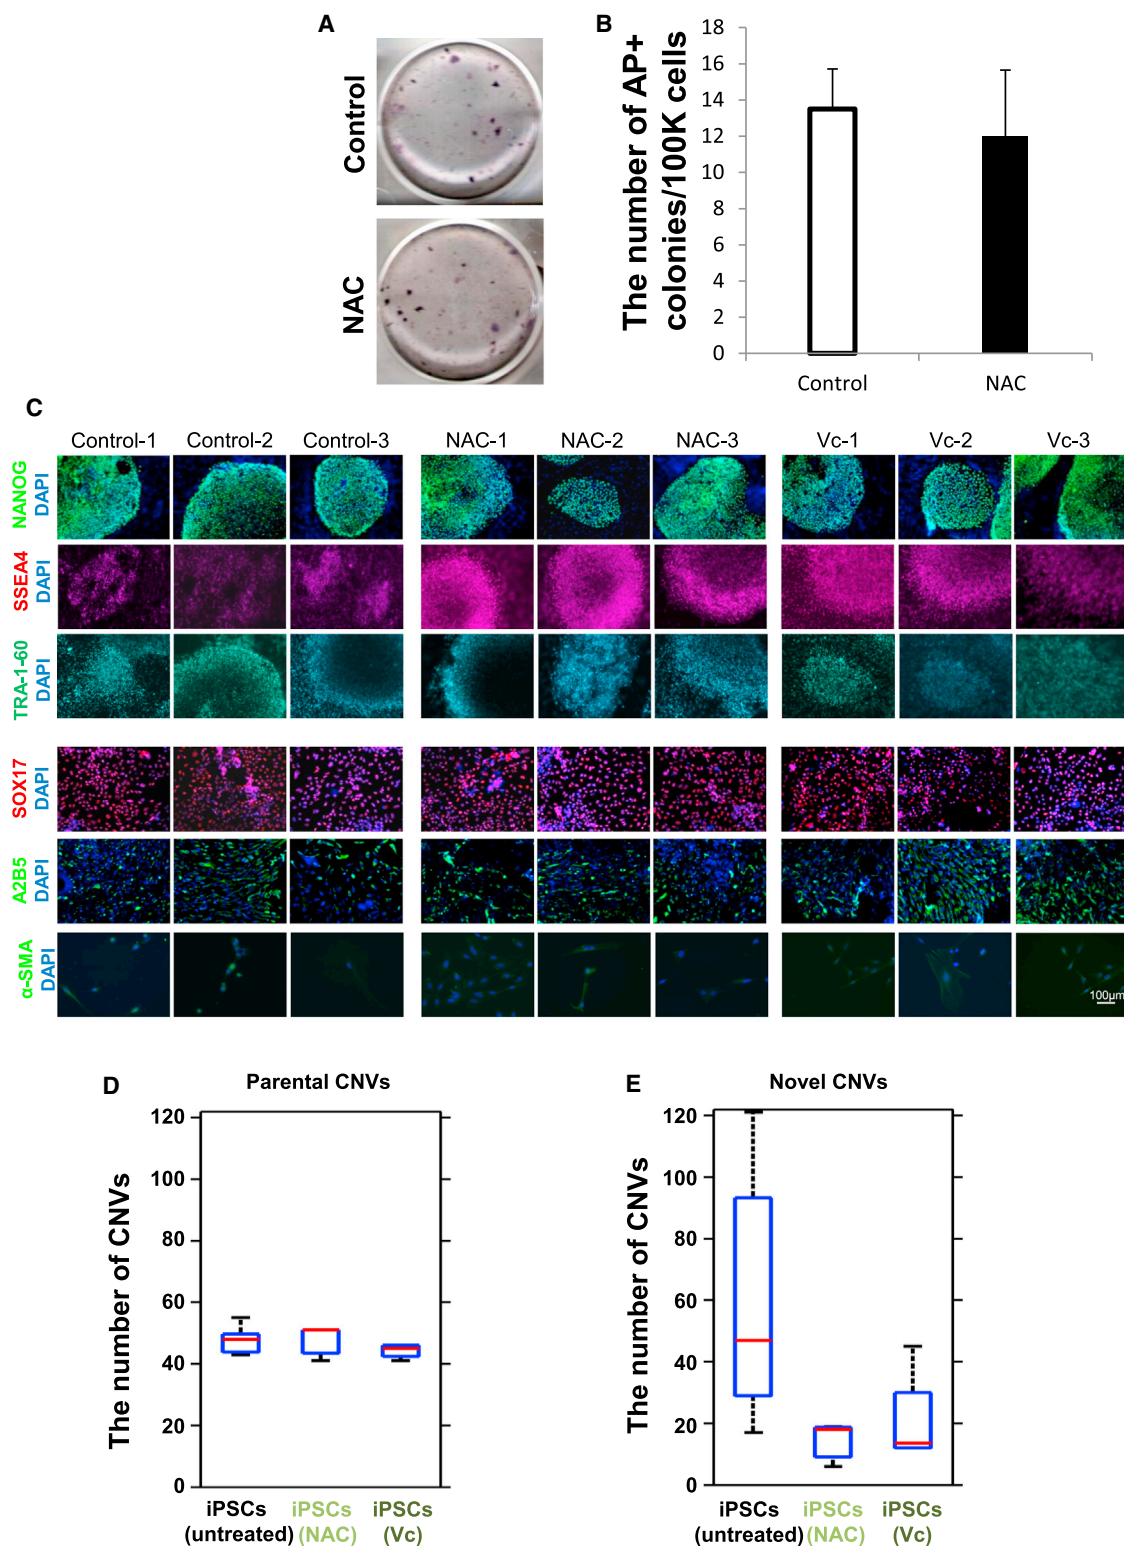 A
Control
NAC
B
The number of AP+
colonies/100K cells
18
16
14
12
10
8
6
4
2
0
Control
NAC
C
Control-1
Control-2
Control-3
NAC-1
NAC-2
NAC-3
Vc-1
Vc-2
Vc-3
NANOG
DAPI
SSEA4
DAPI
TRA-1-60
DAPI
SOX17
DAPI
A2B5
DAPI
α-SMA
DAPI
100μm
D
Parental CNVs
The number of CNVs
120
100
80
60
40
20
0
iPSCs
(untreated)
iPSCs
(NAC)
iPSCs
(Vc)
E
Novel CNVs
The number of CNVs
120
100
80
60
40
20
0
iPSCs
(untreated)
iPSCs
(NAC)
iPSCs
(Vc)